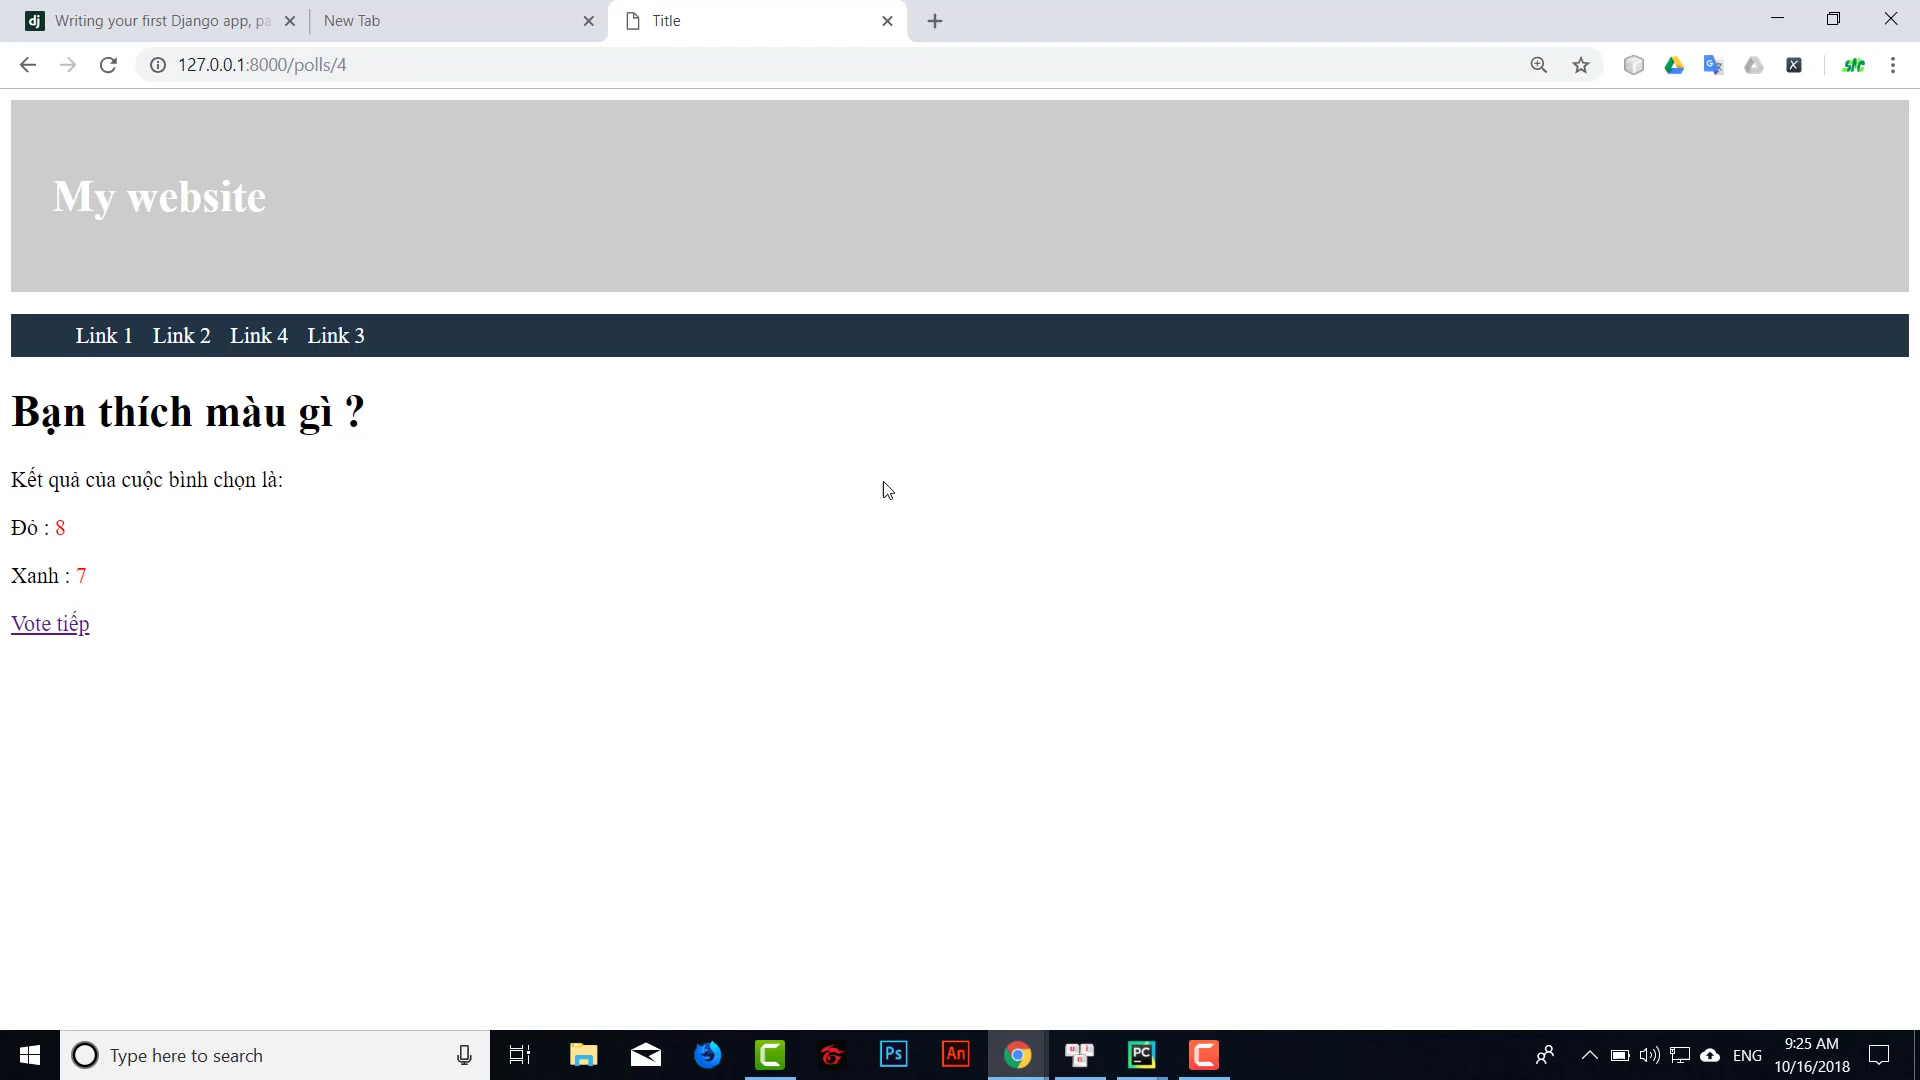 Writing your first Django app, pa
New Tab
Title
127.0.0.1:8000/polls/4
My website
Link 1 Link 2 Link 4 Link 3
Bạn thích màu gì ?
Kết quả của cuộc bình chọn là:
Đỏ : 8
Xanh : 7
Vote tiếp
Type here to search
ENG
9:25 AM
10/16/2018